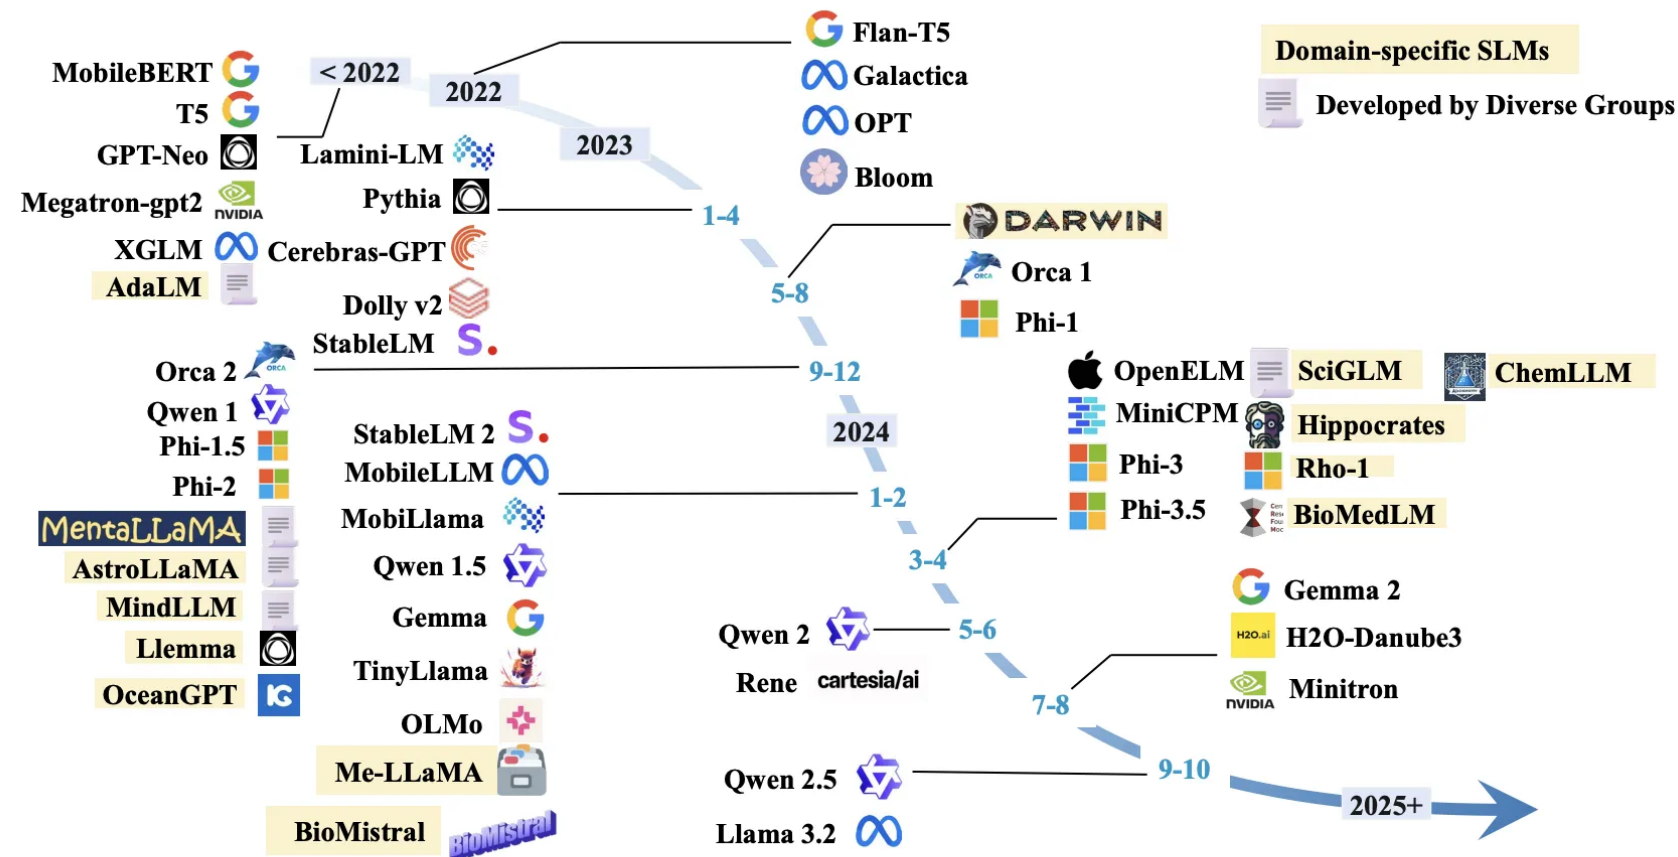 MobileBERT
T5
GPT-Neo
Megatron-gpt2
NVIDIA
XGLM
AdaLM
< 2022
2022
Flan-T5
Galactica
OPT
Bloom
Domain-specific SLMs
Developed by Diverse Groups
2023
Lamini-LM
Pythia
Cerebras-GPT
Dolly v2
StableLM
S.
1-4
5-8
DARWIN
ORCA
Orca 1
Phi-1
9-12
Orca 2
ORCA
Qwen 1
Phi-1.5
Phi-2
MentaLLaMA
AstroLLaMA
MindLLM
Llemma
OceanGPT
2024
StableLM 2
S.
MobileLLM
MobiLlama
Qwen 1.5
Gemma
TinyLlama
OLMo
Me-LLaMA
BioMistral
BioMistral
1-2
3-4
OpenELM
MiniCPM
Phi-3
Phi-3.5
SciGLM
ChemLLM
Hippocrates
Rho-1
BioMedLM
5-6
Qwen 2
Rene
cartesia/ai
7-8
Gemma 2
H2O.ai
H2O-Danube3
NVIDIA
Minitron
9-10
Qwen 2.5
Llama 3.2
2025+